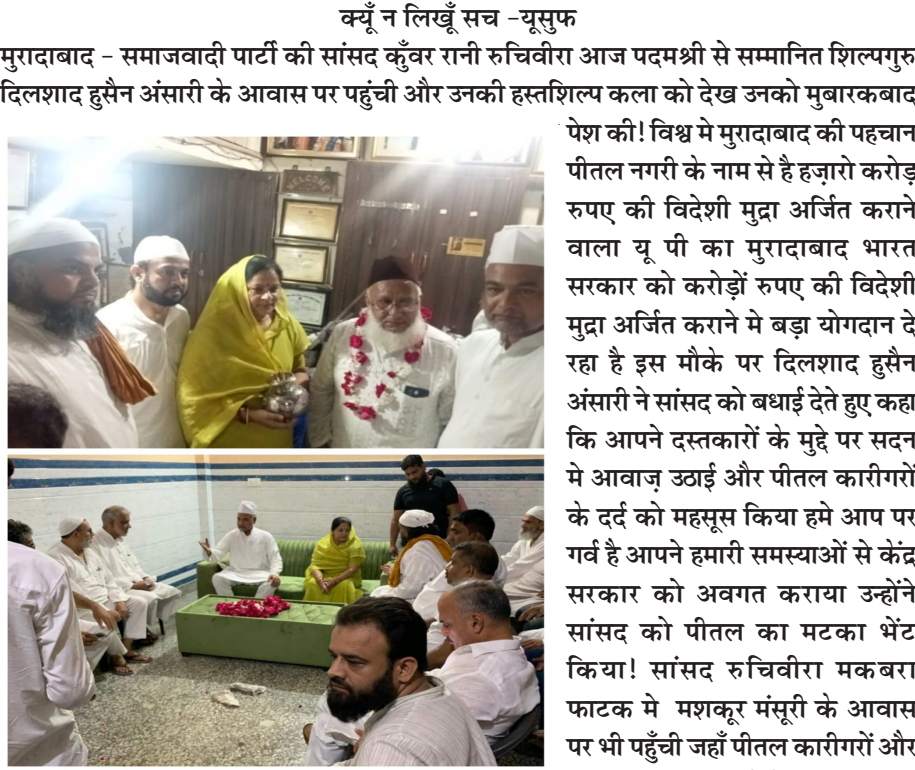 क्यूँ न लिखूँ सच -यूसुफ
मुरादाबाद - समाजवादी पार्टी की सांसद कुँवर रानी रुचिवीरा आज पदमश्री से सम्मानित शिल्पगुरु
दिलशाद हुसैन अंसारी के आवास पर पहुंची और उनकी हस्तशिल्प कला को देख उनको मुबारकबाद
पेश की! विश्व मे मुरादाबाद की पहचान
पीतल नगरी के नाम से है हज़ारो करोड़
रुपए की विदेशी मुद्रा अर्जित कराने
वाला यू पी का मुरादाबाद भारत
सरकार को करोड़ों रुपए की विदेशी
मुद्रा अर्जित कराने मे बड़ा योगदान दे
रहा है इस मौके पर दिलशाद हुसैन
अंसारी ने सांसद को बधाई देते हुए कहा
कि आपने दस्तकारों के मुद्दे पर सदन
मे आवाज़ उठाई और पीतल कारीगरों
के दर्द को महसूस किया हमे आप पर
गर्व है आपने हमारी समस्याओं से केंद्र
सरकार को अवगत कराया उन्होंने
सांसद को पीतल का मटका भेंट
किया! सांसद रुचिवीरा मकबरा
फाटक मे मशकूर मंसूरी के आवास
पर भी पहुँची जहाँ पीतल कारीगरों और
WELCOME